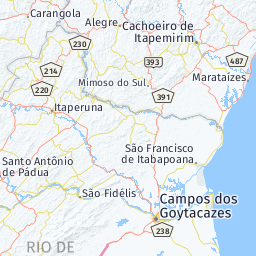 Carangola
Alegre
Cachoeiro de
Itapemirim
230
393
487
214
Mimoso do Sul
Marataízes
220
391
Itaperuna
São Francisco
de Itabapoana
Santo Antônio
de Pádua
São Fidélis
Campos dos
Goytacazes
238
RIO DE